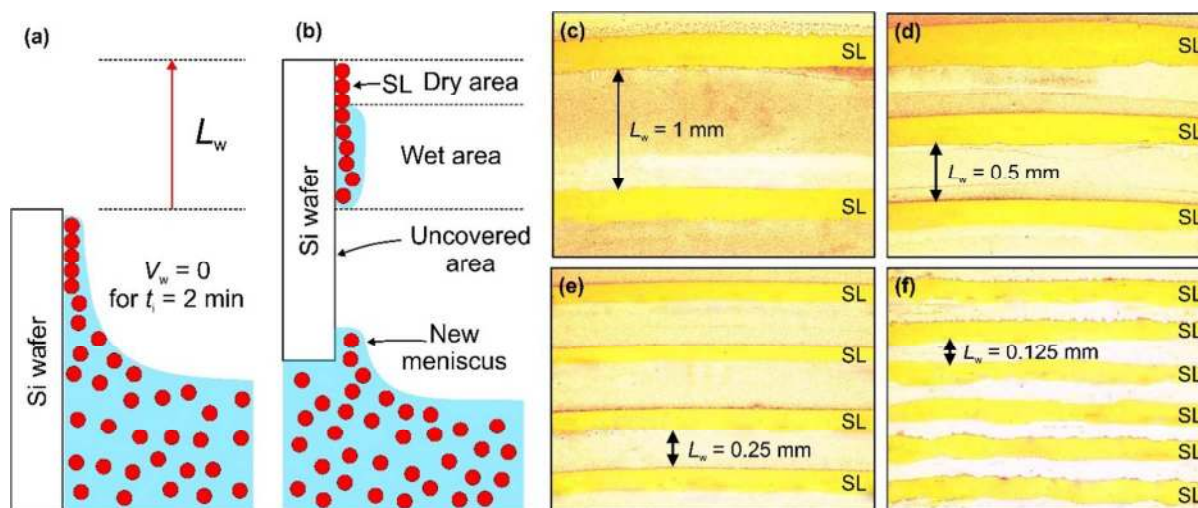 (a)
L_w
Si wafer
V_w = 0
for t_i = 2 min
(b)
SL Dry area
Wet area
Si wafer
Uncovered
area
New
meniscus
(c)
SL
L_w = 1 mm
SL
(d)
SL
SL
L_w = 0.5 mm
SL
(e)
SL
SL
SL
L_w = 0.25 mm
SL
(f)
SL
SL
L_w = 0.125 mm
SL
SL
SL
SL